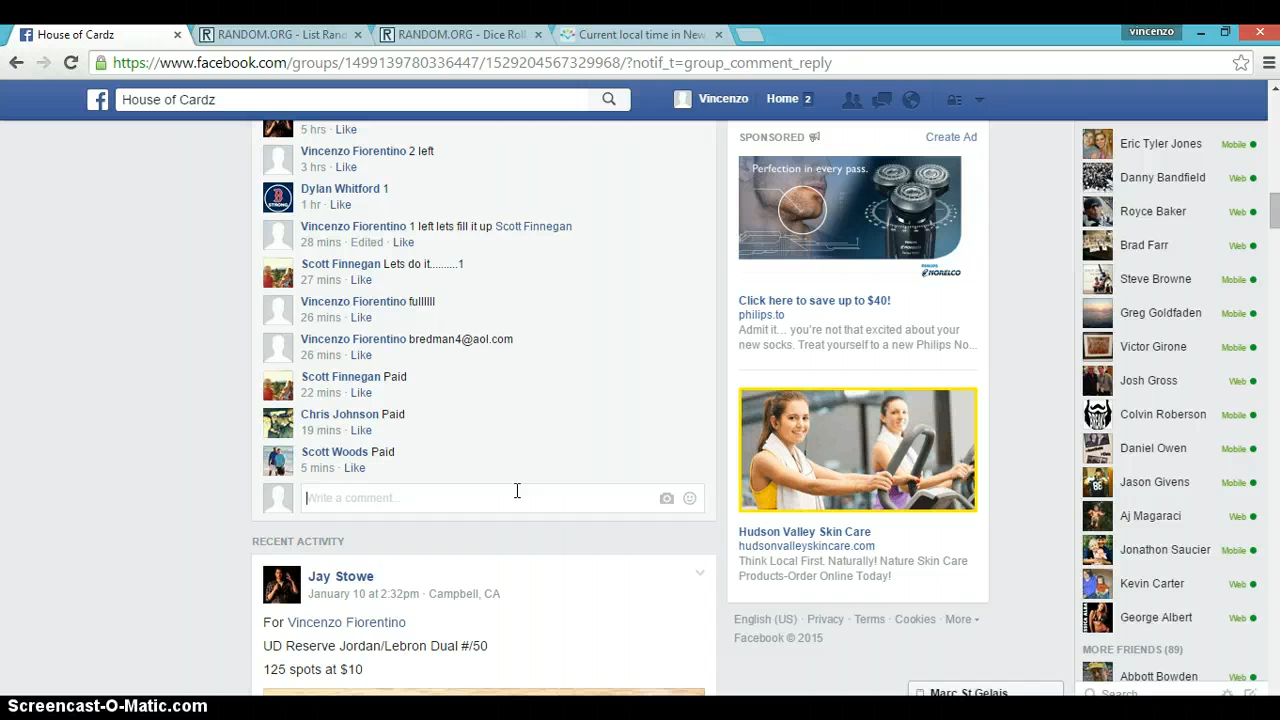 House of Cardz
RANDOM.ORG - List Rand
RANDOM.ORG - Dice Roll
Current local time in New
vincenzo
https://www.facebook.com/groups/1499139780336447/1529204567329968/?notif_t=group_comment_reply
House of Cardz
Vincenzo
Home 2
5 hrs · Like
Vincenzo Fiorentino 2 left
3 hrs · Like
Dylan Whitford 1
1 hr · Like
Vincenzo Fiorentino 1 left lets fill it up Scott Finnegan
28 mins · Edited · Like
Scott Finnegan Lets do it..........1
27 mins · Like
Vincenzo Fiorentino fullllll
26 mins · Like
Vincenzo Fiorentino bredman4@aol.com
26 mins · Like
Scott Finnegan Paid
22 mins · Like
Chris Johnson Paid
19 mins · Like
Scott Woods Paid
5 mins · Like
Write a comment...
RECENT ACTIVITY
Jay Stowe
January 10 at 2:32pm · Campbell, CA
For Vincenzo Fiorentino
UD Reserve Jordan/Lebron Dual #/50
125 spots at $10
SPONSORED
Create Ad
Perfection in every pass.
PHILIPS
NORELCO
Click here to save up to $40!
philips.to
Admit it… you're not that excited about your
new socks. Treat yourself to a new Philips No...
Hudson Valley Skin Care
hudsonvalleyskincare.com
Think Local First. Naturally! Nature Skin Care
Products-Order Online Today!
English (US) · Privacy · Terms · Cookies · More
Facebook © 2015
Eric Tyler Jones Mobile
Danny Bandfield Web
Royce Baker Web
Brad Farr Web
Steve Browne Mobile
Greg Goldfaden Mobile
Victor Girone Mobile
Josh Gross Mobile
Colvin Roberson Mobile
Daniel Owen Mobile
Jason Givens Mobile
Aj Magaraci Web
Jonathon Saucier Mobile
Kevin Carter Web
George Albert Web
MORE FRIENDS (89)
Abbott Bowden Web
Search
Marc St Gelais
Screencast-O-Matic.com